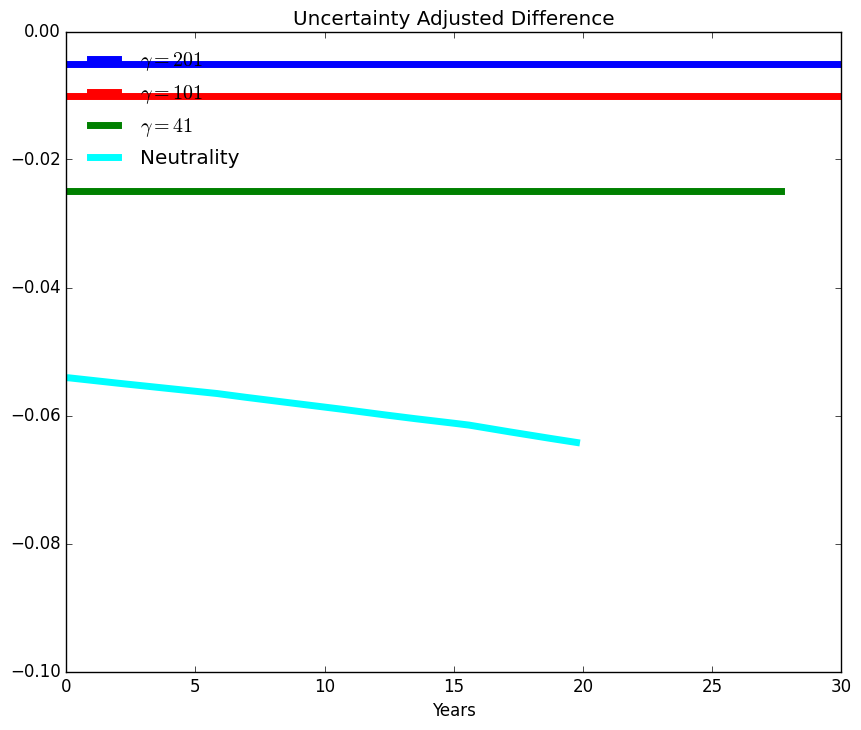 Uncertainty Adjusted Difference
0.00
γ = 201
γ = 101
γ = 41
Neutrality
−0.02
−0.04
−0.06
−0.08
−0.10
0 5 10 15 20 25 30
Years